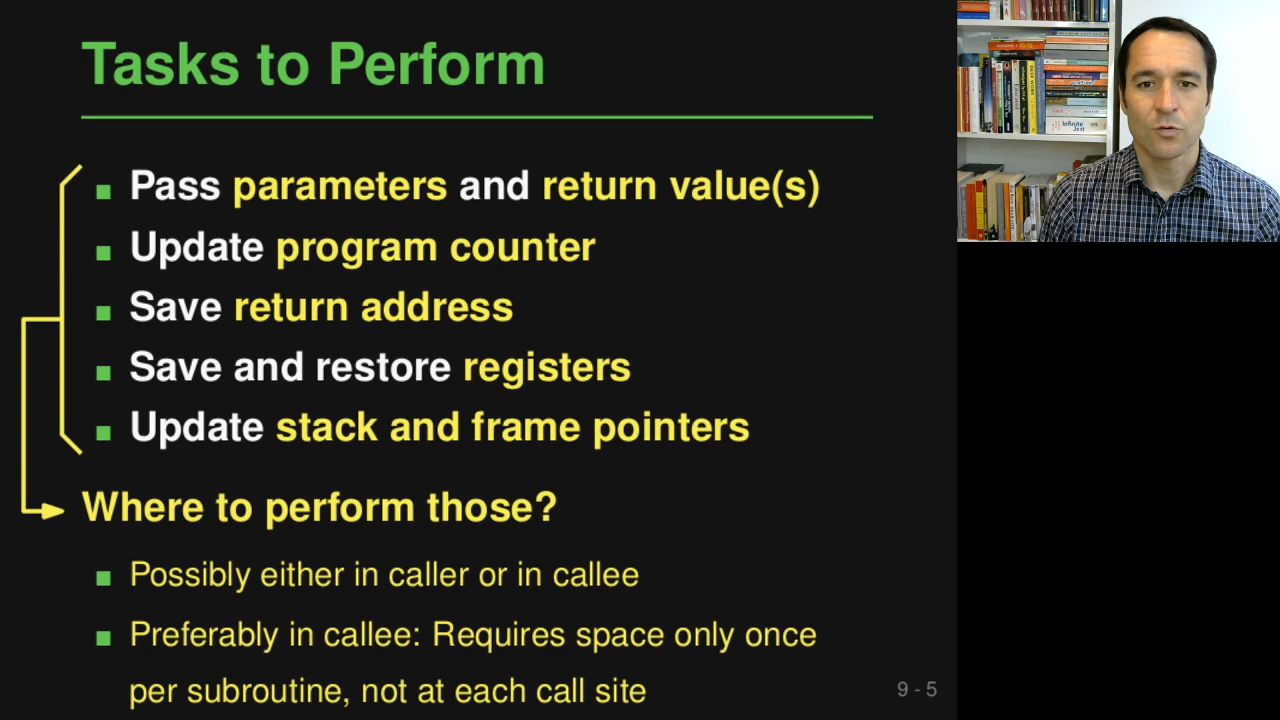 Tasks to Perform
Pass parameters and return value(s)
Update program counter
Save return address
Save and restore registers
Update stack and frame pointers
Where to perform those?
Possibly either in caller or in callee
Preferably in callee: Requires space only once
per subroutine, not at each call site
9 - 5
Infinite
Jest